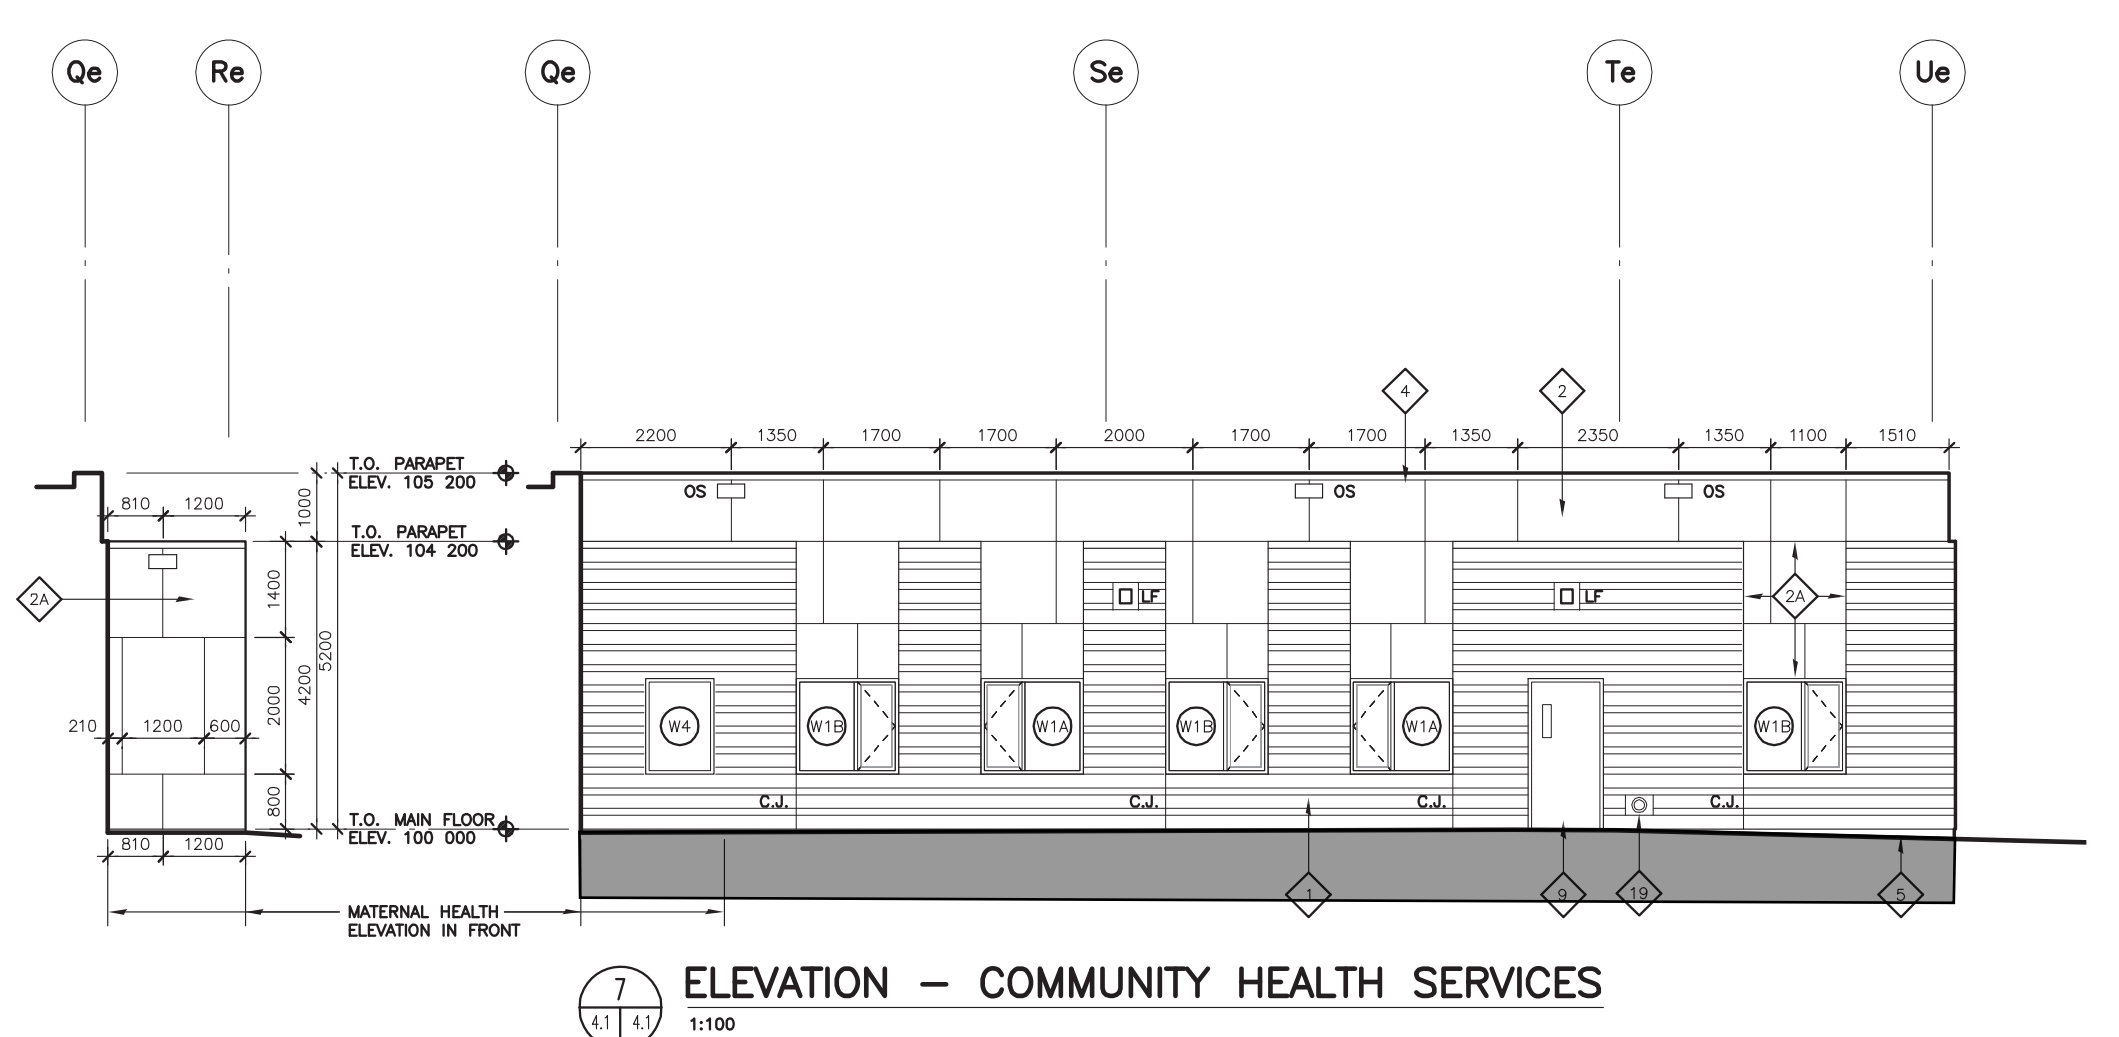 Qe Re Qe Se Te Ue
4 2
2200 1350 1700 1700 2000 1700 1700 1350 2350 1350 1100 1510
T.O. PARAPET
ELEV. 105 200
OS OS OS
810 1200
1000
T.O. PARAPET
ELEV. 104 200
2A
1400
5200
4200
LF LF 2A
2000
210 1200 600
W4 W1B W1A W1B W1A W1B
800
C.J. C.J. C.J. C.J.
T.O. MAIN FLOOR
ELEV. 100 000
810 1200
1 9 19 5
MATERNAL HEALTH
ELEVATION IN FRONT
7 ELEVATION – COMMUNITY HEALTH SERVICES
4.1 4.1 1:100